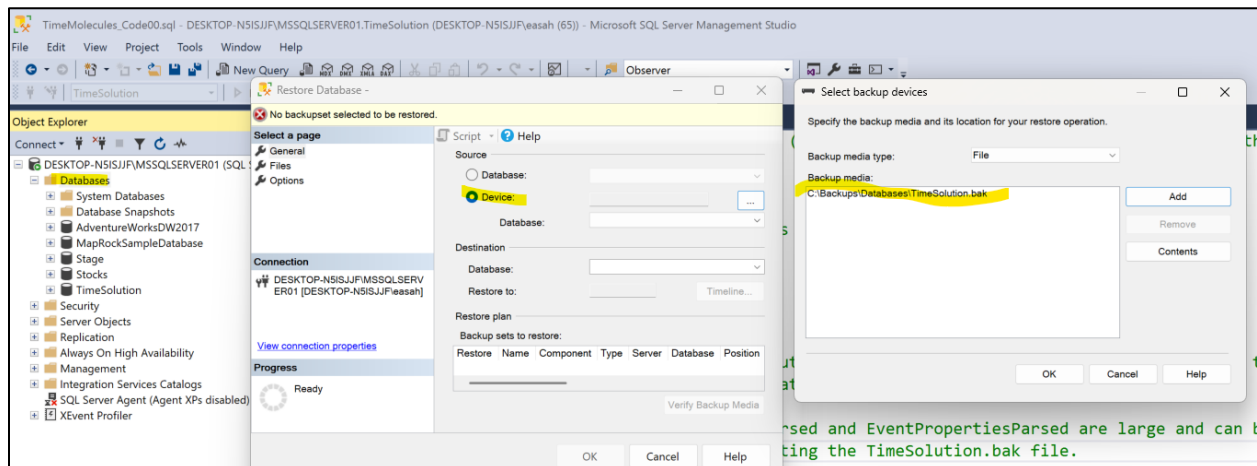 TimeMolecules_Code00.sql - DESKTOP-N5ISJJF\MSSQLSERVER01.TimeSolution (DESKTOP-N5ISJJF\easah (65)) - Microsoft SQL Server Management Studio
File Edit View Project Tools Window Help
New Query
Observer
TimeSolution
Object Explorer
Connect
DESKTOP-N5ISJJF\MSSQLSERVER01 (SQL S
Databases
System Databases
Database Snapshots
AdventureWorksDW2017
MapRockSampleDatabase
Stage
Stocks
TimeSolution
Security
Server Objects
Replication
Always On High Availability
Management
Integration Services Catalogs
SQL Server Agent (Agent XPs disabled)
XEvent Profiler
Restore Database -
No backupset selected to be restored.
Select a page
General
Files
Options
Connection
DESKTOP-N5ISJJF\MSSQLSERV
ER01 [DESKTOP-N5ISJJF\easah]
View connection properties
Progress
Ready
Script Help
Source
Database:
Device:
...
Database:
Destination
Database:
Restore to:
Timeline...
Restore plan
Backup sets to restore:
Restore Name Component Type Server Database Position
Verify Backup Media
OK Cancel Help
Select backup devices
Specify the backup media and its location for your restore operation.
Backup media type: File
Backup media:
C:\Backups\Databases\TimeSolution.bak
Add
Remove
Contents
OK Cancel Help
rsed and EventPropertiesParsed are large and can b
ting the TimeSolution.bak file.